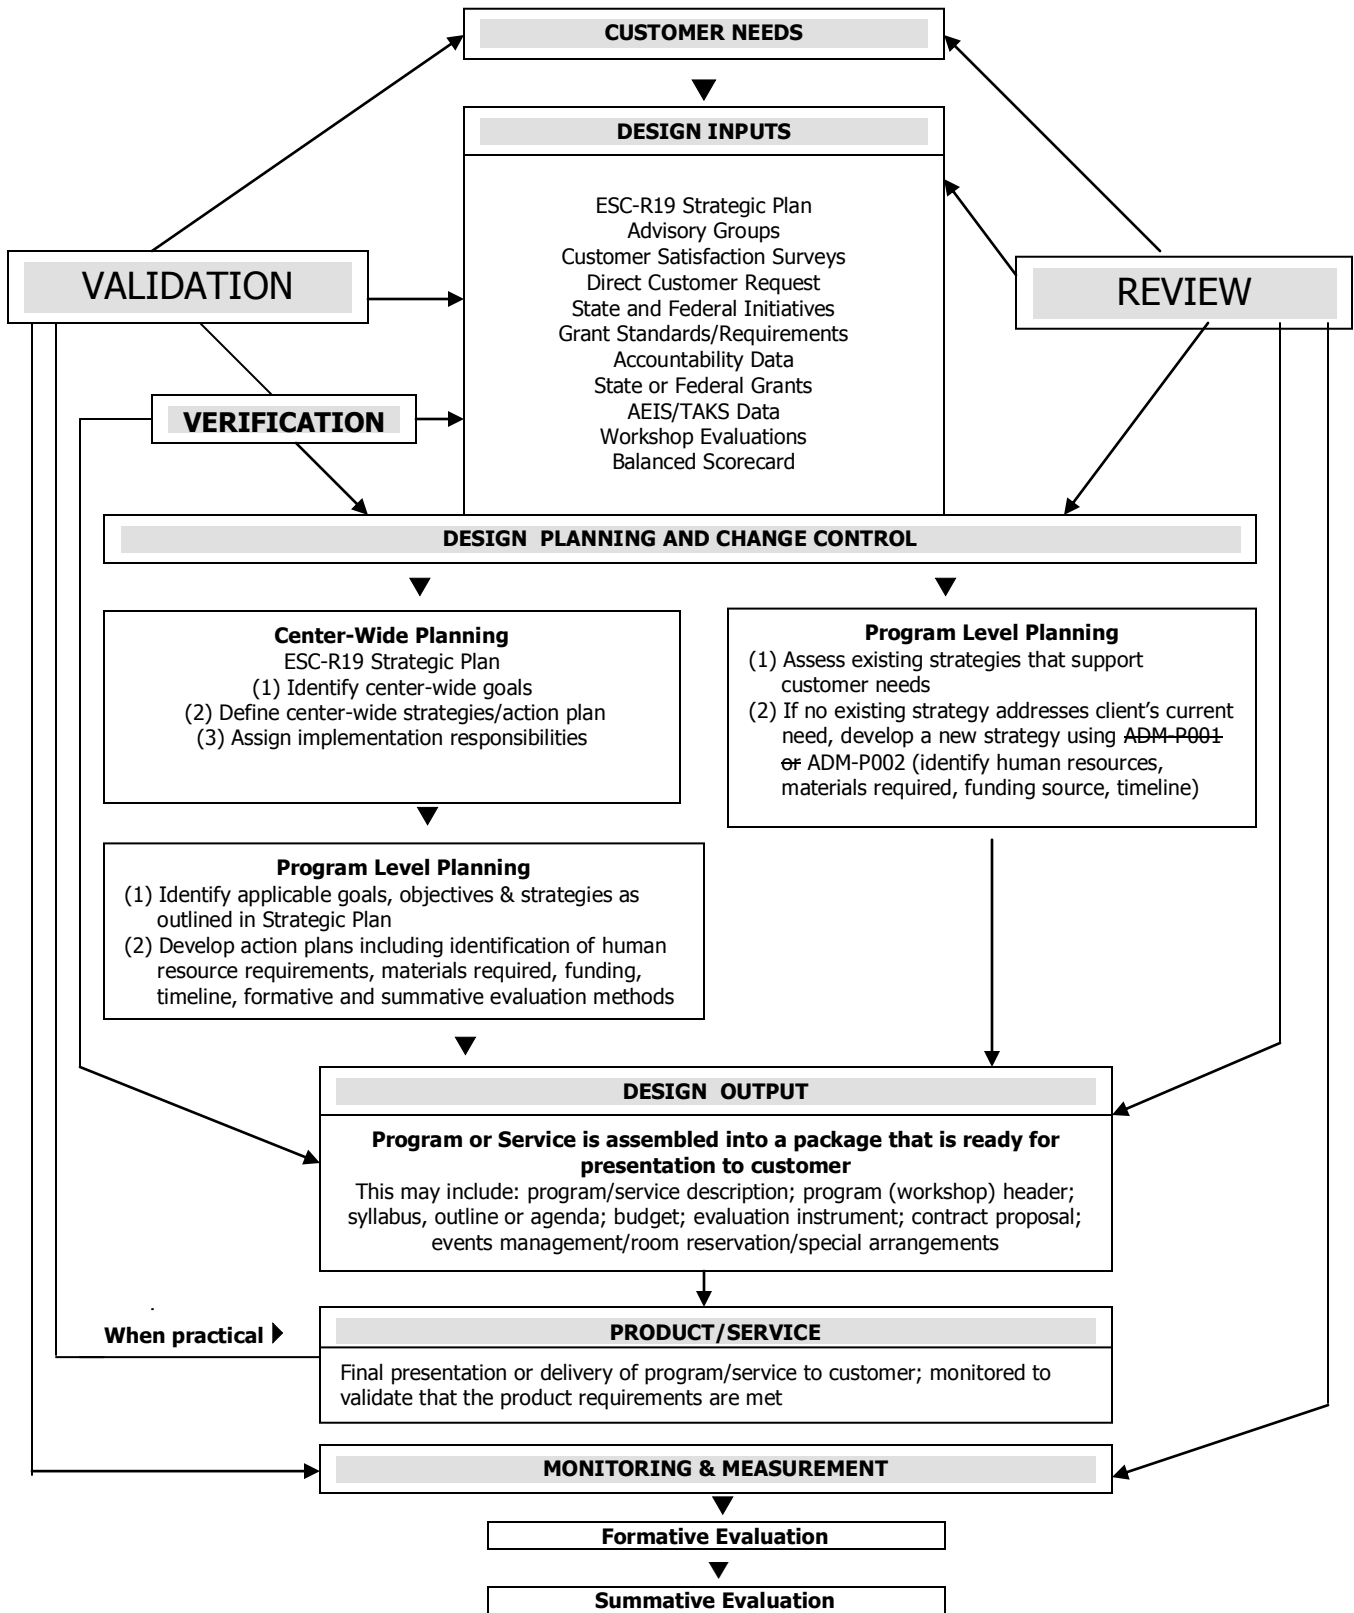 CUSTOMER NEEDS
DESIGN INPUTS
ESC-R19 Strategic Plan
Advisory Groups
Customer Satisfaction Surveys
Direct Customer Request
State and Federal Initiatives
Grant Standards/Requirements
Accountability Data
State or Federal Grants
AEIS/TAKS Data
Workshop Evaluations
Balanced Scorecard
VALIDATION
REVIEW
VERIFICATION
DESIGN PLANNING AND CHANGE CONTROL
Center-Wide Planning
ESC-R19 Strategic Plan
(1) Identify center-wide goals
(2) Define center-wide strategies/action plan
(3) Assign implementation responsibilities
Program Level Planning
(1) Assess existing strategies that support
customer needs
(2) If no existing strategy addresses client's current
need, develop a new strategy using ADM-P001
or ADM-P002 (identify human resources,
materials required, funding source, timeline)
Program Level Planning
(1) Identify applicable goals, objectives & strategies as
outlined in Strategic Plan
(2) Develop action plans including identification of human
resource requirements, materials required, funding,
timeline, formative and summative evaluation methods
DESIGN OUTPUT
Program or Service is assembled into a package that is ready for
presentation to customer
This may include: program/service description; program (workshop) header;
syllabus, outline or agenda; budget; evaluation instrument; contract proposal;
events management/room reservation/special arrangements
When practical
PRODUCT/SERVICE
Final presentation or delivery of program/service to customer; monitored to
validate that the product requirements are met
MONITORING & MEASUREMENT
Formative Evaluation
Summative Evaluation